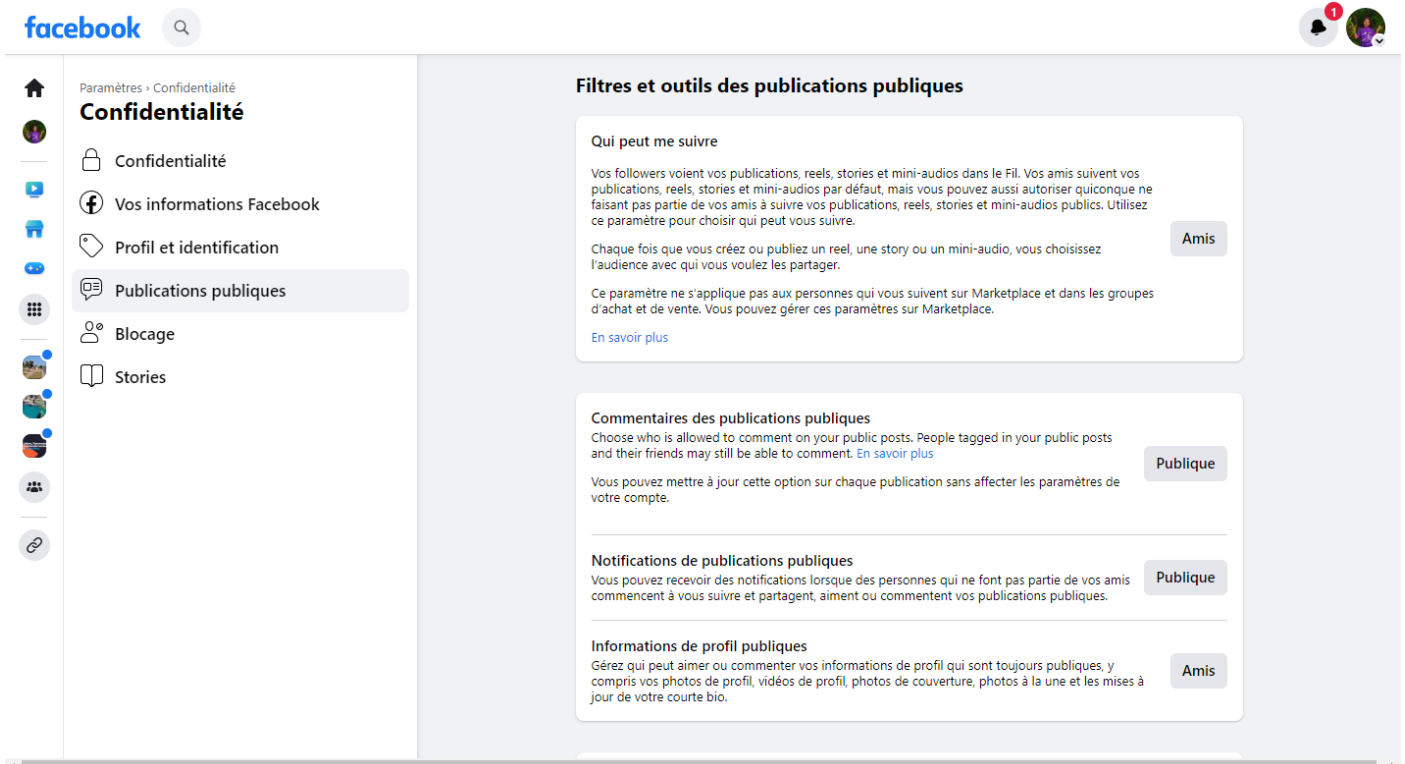 facebook
1
Paramètres › Confidentialité
Confidentialité
Confidentialité
Vos informations Facebook
Profil et identification
Publications publiques
Blocage
Stories
Filtres et outils des publications publiques
Qui peut me suivre
Vos followers voient vos publications, reels, stories et mini-audios dans le Fil. Vos amis suivent vos
publications, reels, stories et mini-audios par défaut, mais vous pouvez aussi autoriser quiconque ne
faisant pas partie de vos amis à suivre vos publications, reels, stories et mini-audios publics. Utilisez
ce paramètre pour choisir qui peut vous suivre.
Chaque fois que vous créez ou publiez un reel, une story ou un mini-audio, vous choisissez
l'audience avec qui vous voulez les partager.
Ce paramètre ne s'applique pas aux personnes qui vous suivent sur Marketplace et dans les groupes
d'achat et de vente. Vous pouvez gérer ces paramètres sur Marketplace.
En savoir plus
Amis
Commentaires des publications publiques
Choose who is allowed to comment on your public posts. People tagged in your public posts
and their friends may still be able to comment. En savoir plus
Vous pouvez mettre à jour cette option sur chaque publication sans affecter les paramètres de
votre compte.
Publique
Notifications de publications publiques
Vous pouvez recevoir des notifications lorsque des personnes qui ne font pas partie de vos amis
commencent à vous suivre et partagent, aiment ou commentent vos publications publiques.
Publique
Informations de profil publiques
Gérez qui peut aimer ou commenter vos informations de profil qui sont toujours publiques, y
compris vos photos de profil, vidéos de profil, photos de couverture, photos à la une et les mises à
jour de votre courte bio.
Amis